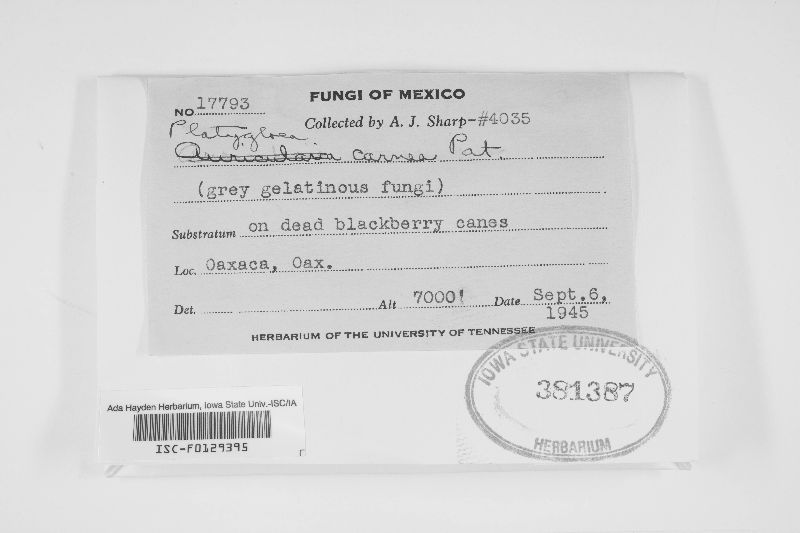 FUNGI OF MEXICO
NO 17793
Collected by A. J. Sharp-#4035
Platygloea
Auricularia carnea Pat.
(grey gelatinous fungi)
Substratum on dead blackberry canes
Loc. Oaxaca, Oax.
Det. Alt 7000! Date Sept.6,
1945
HERBARIUM OF THE UNIVERSITY OF TENNESSEE
IOWA STATE UNIVERSITY
381387
HERBARIUM
Ada Hayden Herbarium, Iowa State Univ.-ISC/IA
ISC-F0129395